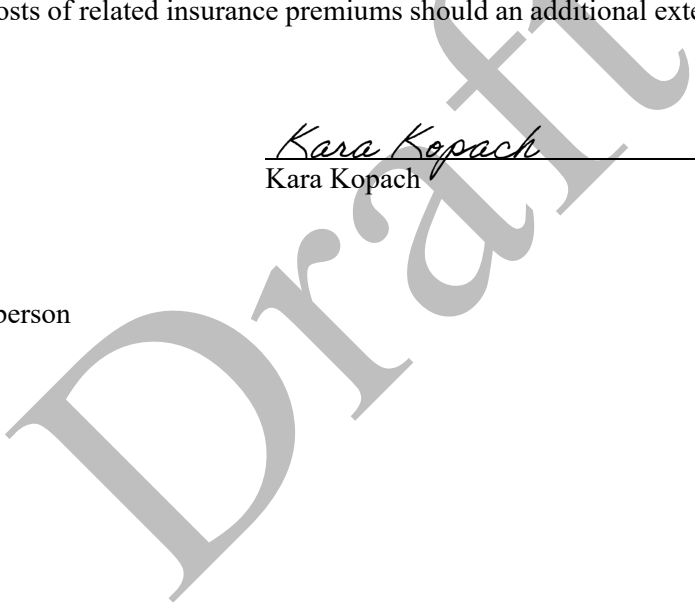 osts of related insurance premiums should an additional exte
Kara Kopach
Kara Kopach
person
Draft